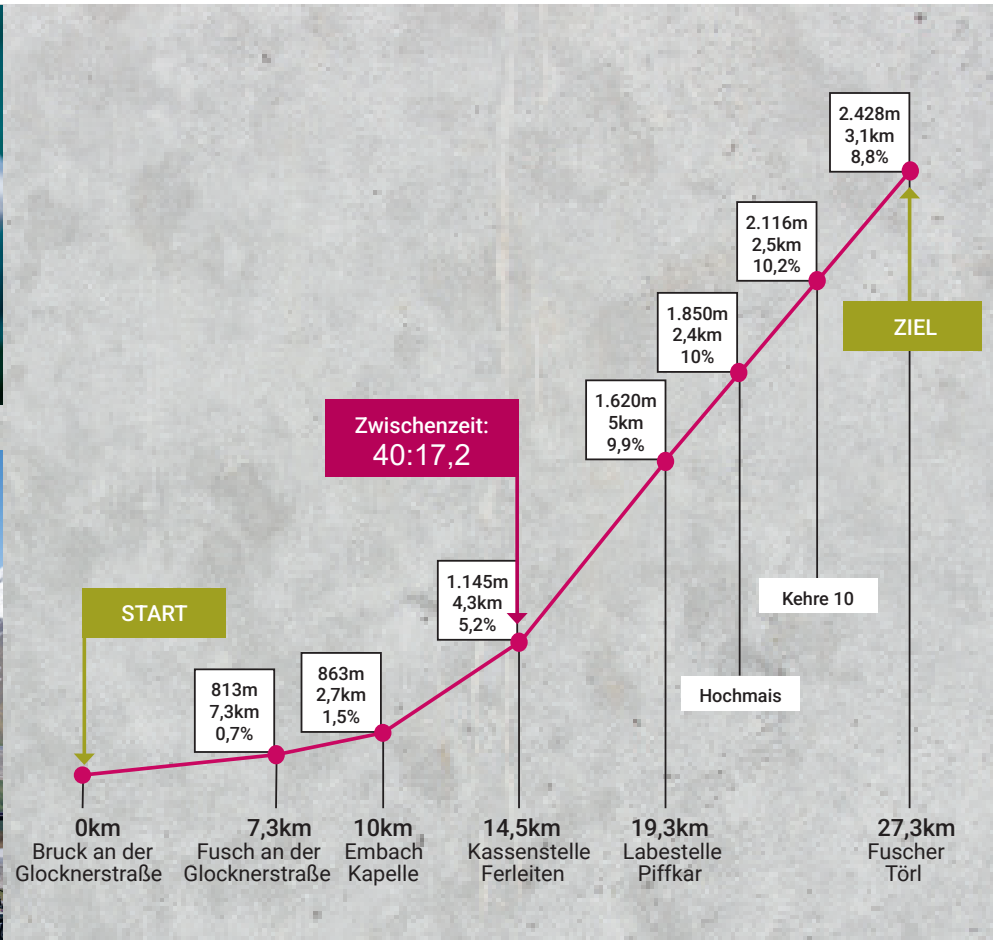 2.428m
3,1km
8,8%
2.116m
2,5km
10,2%
ZIEL
1.850m
2,4km
10%
1.620m
5km
9,9%
Zwischenzeit:
40:17,2
1.145m
4,3km
5,2%
START
Kehre 10
863m
2,7km
1,5%
813m
7,3km
0,7%
Hochmais
0km
Bruck an der
Glocknerstraße
7,3km
Fusch an der
Glocknerstraße
10km
Embach
Kapelle
14,5km
Kassenstelle
Ferleiten
19,3km
Labestelle
Piffkar
27,3km
Fuscher
Törl